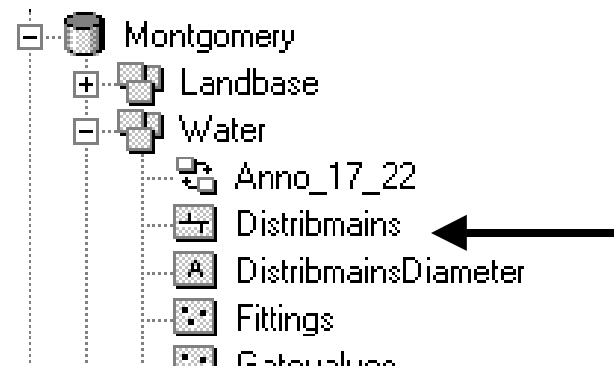 Montgomery
Landbase
Water
Anno_17_22
Distribmains
A DistribmainsDiameter
Fittings